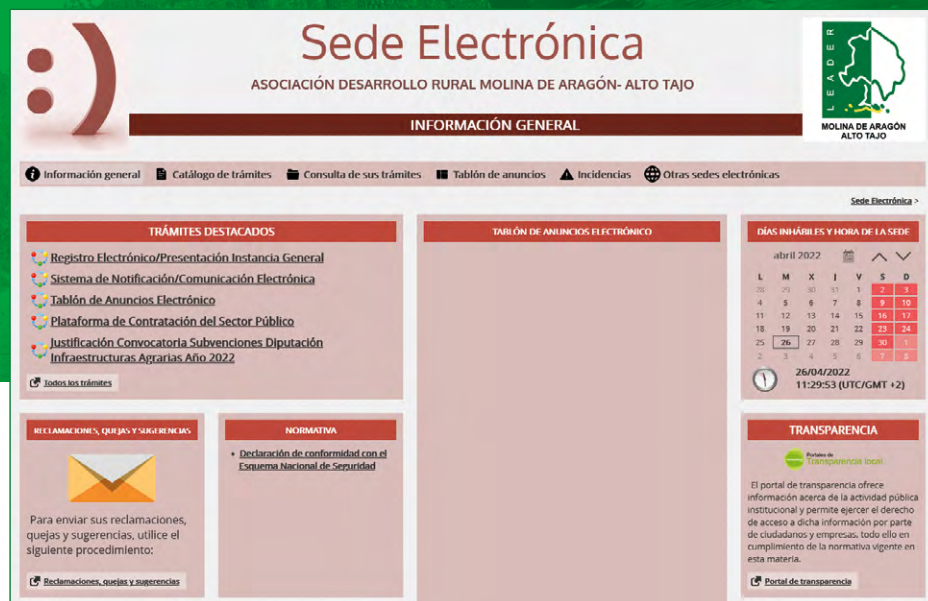 Sede Electrónica
ASOCIACIÓN DESARROLLO RURAL MOLINA DE ARAGÓN- ALTO TAJO
INFORMACIÓN GENERAL
LEADER
MOLINA DE ARAGÓN
ALTO TAJO
Información general Catálogo de trámites Consulta de sus trámites Tablón de anuncios Incidencias Otras sedes electrónicas
Sede Electrónica >
TRÁMITES DESTACADOS
Registro Electrónico/Presentación Instancia General
Sistema de Notificación/Comunicación Electrónica
Tablón de Anuncios Electrónico
Plataforma de Contratación del Sector Público
Justificación Convocatoria Subvenciones Diputación
Infraestructuras Agrarias Año 2022
Todos los trámites
TABLÓN DE ANUNCIOS ELECTRÓNICO
DÍAS INHÁBILES Y HORA DE LA SEDE
abril 2022
L M X J V S D
28 29 30 31 1 2 3
4 5 6 7 8 9 10
11 12 13 14 15 16 17
18 19 20 21 22 23 24
25 26 27 28 29 30 1
2 3 4 5 6 7 8
26/04/2022
11:29:53 (UTC/GMT +2)
RECLAMACIONES, QUEJAS Y SUGERENCIAS
Para enviar sus reclamaciones,
quejas y sugerencias, utilice el
siguiente procedimiento:
Reclamaciones, quejas y sugerencias
NORMATIVA
• Declaración de conformidad con el
Esquema Nacional de Seguridad
TRANSPARENCIA
Portales de
Transparencia local
El portal de transparencia ofrece
información acerca de la actividad pública
institucional y permite ejercer el derecho
de acceso a dicha información por parte
de ciudadanos y empresas, todo ello en
cumplimiento de la normativa vigente en
esta materia.
Portal de transparencia